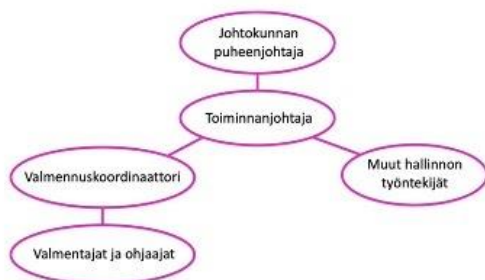 Johtokunnan
puheenjohtaja
Toiminnanjohtaja
Valmennuskoordinaattori
Muut hallinnon
työntekijät
Valmentajat ja ohjaajat